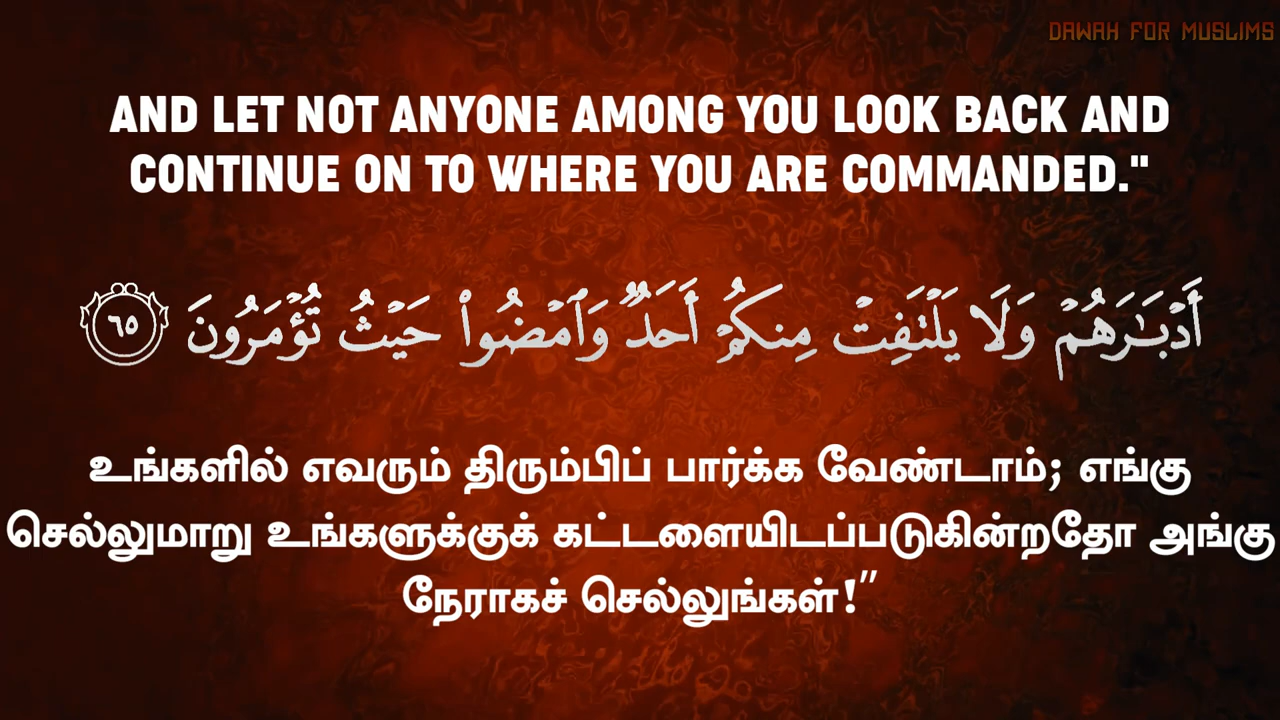 DAWAH FOR MUSLIMS
AND LET NOT ANYONE AMONG YOU LOOK BACK AND
CONTINUE ON TO WHERE YOU ARE COMMANDED."
أَدۡبَٰرَهُمۡ وَلَا يَلۡتَفِتۡ مِنكُمۡ أَحَدٞ وَٱمۡضُواْ حَيۡثُ تُؤۡمَرُونَ ٦٥
உங்களில் எவரும் திரும்பிப் பார்க்க வேண்டாம்; எங்கு
செல்லுமாறு உங்களுக்குக் கட்டளையிடப்படுகின்றதோ அங்கு
நேராகச் செல்லுங்கள்!”